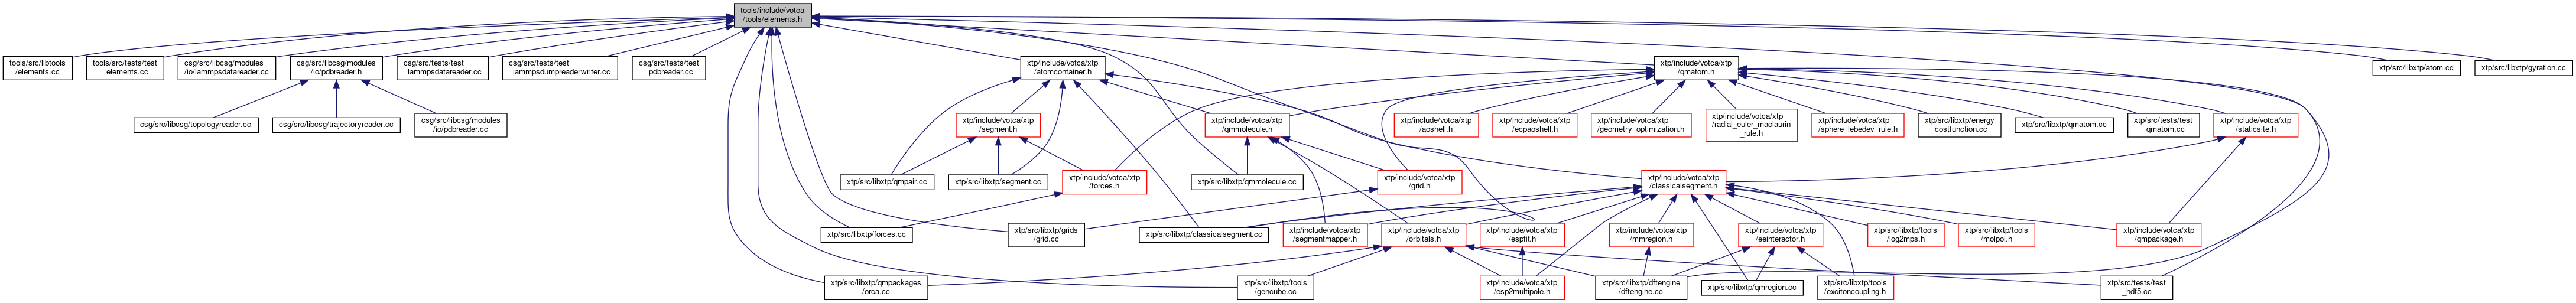 tools/include/votca
/tools/elements.h
tools/src/libtools
/elements.cc
tools/src/tests/test
_elements.cc
csg/src/libcsg/modules
/io/lammpsdatareader.cc
csg/src/libcsg/modules
/io/pdbreader.h
csg/src/tests/test
_lammpsdatareader.cc
csg/src/tests/test
_lammpsdumpreaderwriter.cc
csg/src/tests/test
_pdbreader.cc
xtp/include/votca/xtp
/atomcontainer.h
xtp/include/votca/xtp
/qmatom.h
xtp/src/libxtp/atom.cc
xtp/src/libxtp/gyration.cc
csg/src/libcsg/topologyreader.cc
csg/src/libcsg/trajectoryreader.cc
csg/src/libcsg/modules
/io/pdbreader.cc
xtp/include/votca/xtp
/segment.h
xtp/include/votca/xtp
/qmmolecule.h
xtp/include/votca/xtp
/aoshell.h
xtp/include/votca/xtp
/ecpaoshell.h
xtp/include/votca/xtp
/geometry_optimization.h
xtp/include/votca/xtp
/radial_euler_maclaurin
_rule.h
xtp/include/votca/xtp
/sphere_lebedev_rule.h
xtp/src/libxtp/energy
_costfunction.cc
xtp/src/libxtp/qmatom.cc
xtp/src/tests/test
_qmatom.cc
xtp/include/votca/xtp
/staticsite.h
xtp/src/libxtp/qmpair.cc
xtp/src/libxtp/segment.cc
xtp/include/votca/xtp
/forces.h
xtp/src/libxtp/qmmolecule.cc
xtp/include/votca/xtp
/grid.h
xtp/include/votca/xtp
/classicalsegment.h
xtp/src/libxtp/forces.cc
xtp/src/libxtp/grids
/grid.cc
xtp/src/libxtp/classicalsegment.cc
xtp/include/votca/xtp
/segmentmapper.h
xtp/include/votca/xtp
/orbitals.h
xtp/include/votca/xtp
/espfit.h
xtp/include/votca/xtp
/mmregion.h
xtp/include/votca/xtp
/eeinteractor.h
xtp/src/libxtp/tools
/log2mps.h
xtp/src/libxtp/tools
/molpol.h
xtp/include/votca/xtp
/qmpackage.h
xtp/src/libxtp/qmpackages
/orca.cc
xtp/src/libxtp/tools
/gencube.cc
xtp/include/votca/xtp
/esp2multipole.h
xtp/src/libxtp/dftengine
/dftengine.cc
xtp/src/libxtp/qmregion.cc
xtp/src/libxtp/tools
/excitoncoupling.h
xtp/src/tests/test
_hdf5.cc